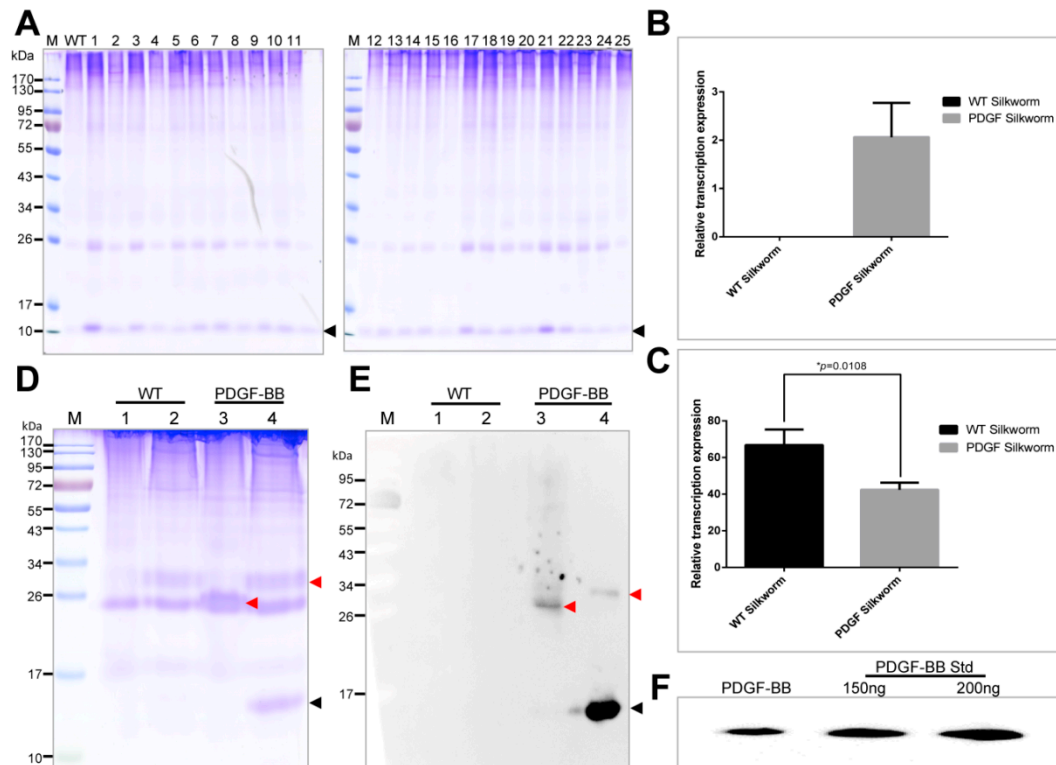 A
M WT 1 2 3 4 5 6 7 8 9 10 11
kDa
170
130
95
72
55
43
34
26
17
10
M 12 13 14 15 16 17 18 19 20 21 22 23 24 25
B
Relative transcription expression
3
2
1
0
WT Silkworm
PDGF Silkworm
WT Silkworm
PDGF Silkworm
C
*p=0.0108
Relative transcription expression
80
60
40
20
0
WT Silkworm
PDGF Silkworm
WT Silkworm
PDGF Silkworm
D
WT PDGF-BB
M 1 2 3 4
kDa
170
130
95
72
55
43
34
26
17
10
E
WT PDGF-BB
M 1 2 3 4
kDa
95
72
55
43
34
26
17
F
PDGF-BB Std
PDGF-BB 150ng 200ng